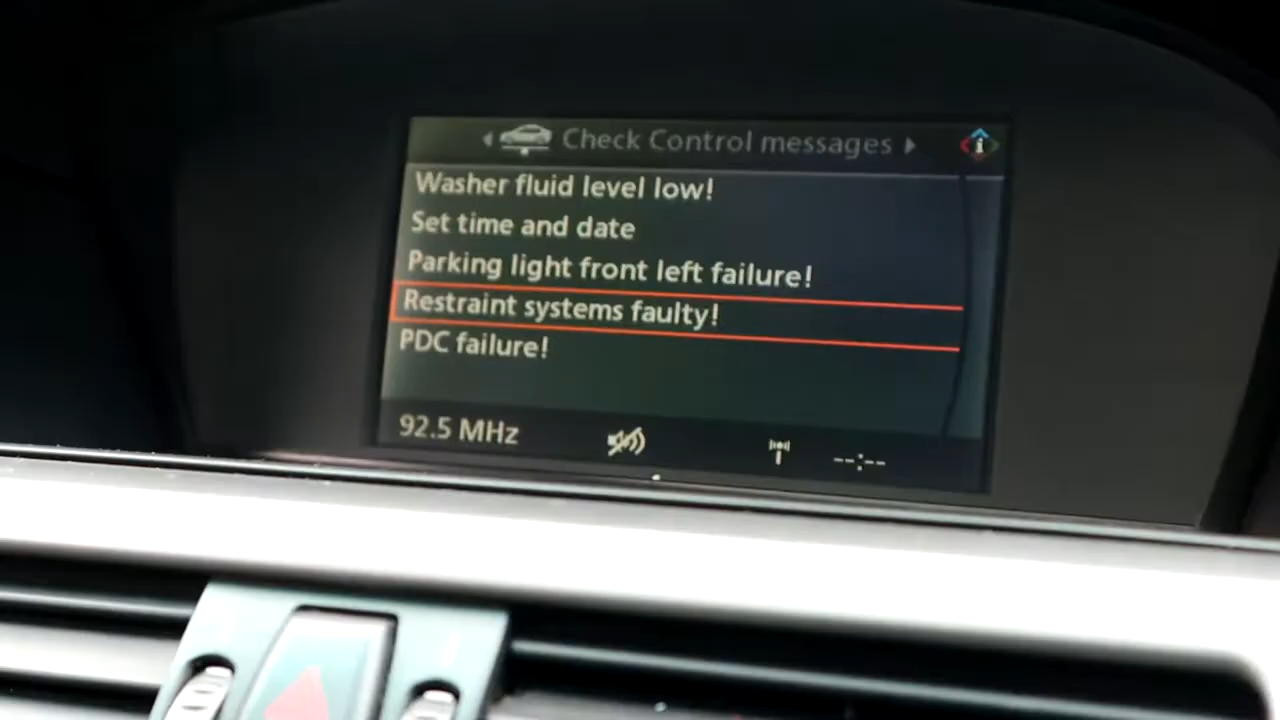 Check Control messages
Washer fluid level low!
Set time and date
Parking light front left failure!
Restraint systems faulty!
PDC failure!
92.5 MHz
--:--